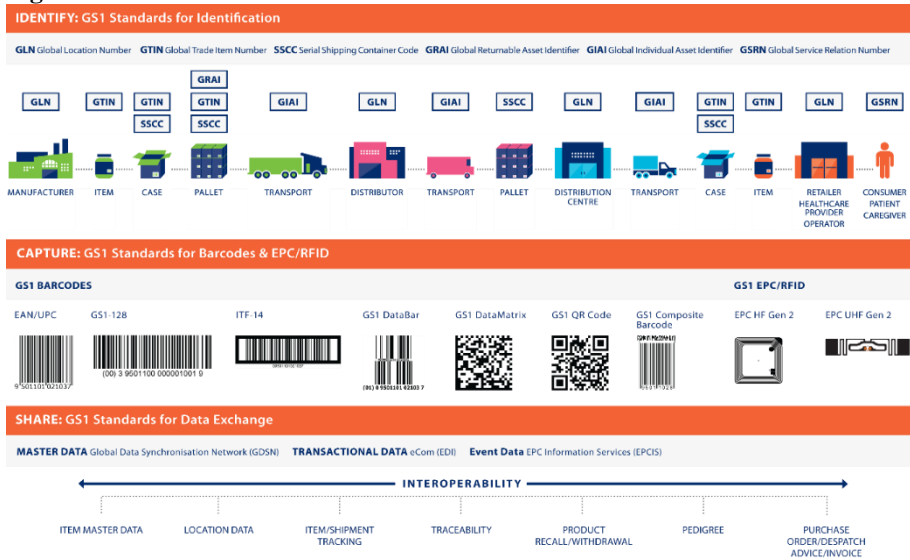 IDENTIFY: GS1 Standards for Identification
GLN Global Location Number GTIN Global Trade Item Number SSCC Serial Shipping Container Code GRAI Global Returnable Asset Identifier GIAI Global Individual Asset Identifier GSRN Global Service Relation Number
GRAI
GLN GTIN GTIN GTIN GIAI GLN GIAI SSCC GLN GIAI GTIN GTIN GLN GSRN
SSCC SSCC SSCC
MANUFACTURER ITEM CASE PALLET TRANSPORT DISTRIBUTOR TRANSPORT PALLET DISTRIBUTION TRANSPORT CASE ITEM RETAILER CONSUMER
CENTRE HEALTHCARE PATIENT
PROVIDER CAREGIVER
OPERATOR
CAPTURE: GS1 Standards for Barcodes & EPC/RFID
GS1 BARCODES GS1 EPC/RFID
EAN/UPC GS1-128 ITF-14 GS1 DataBar GS1 DataMatrix GS1 QR Code GS1 Composite EPC HF Gen 2 EPC UHF Gen 2
Barcode
9 501101 021037 (00) 3 9501100 000001001 9 (01) 0 9501101 02103 7
SHARE: GS1 Standards for Data Exchange
MASTER DATA Global Data Synchronisation Network (GDSN) TRANSACTIONAL DATA eCom (EDI) Event Data EPC Information Services (EPCIS)
INTEROPERABILITY
ITEM MASTER DATA LOCATION DATA ITEM/SHIPMENT TRACEABILITY PRODUCT PEDIGREE PURCHASE
TRACKING RECALL/WITHDRAWAL ORDER/DESPATCH
ADVICE/INVOICE